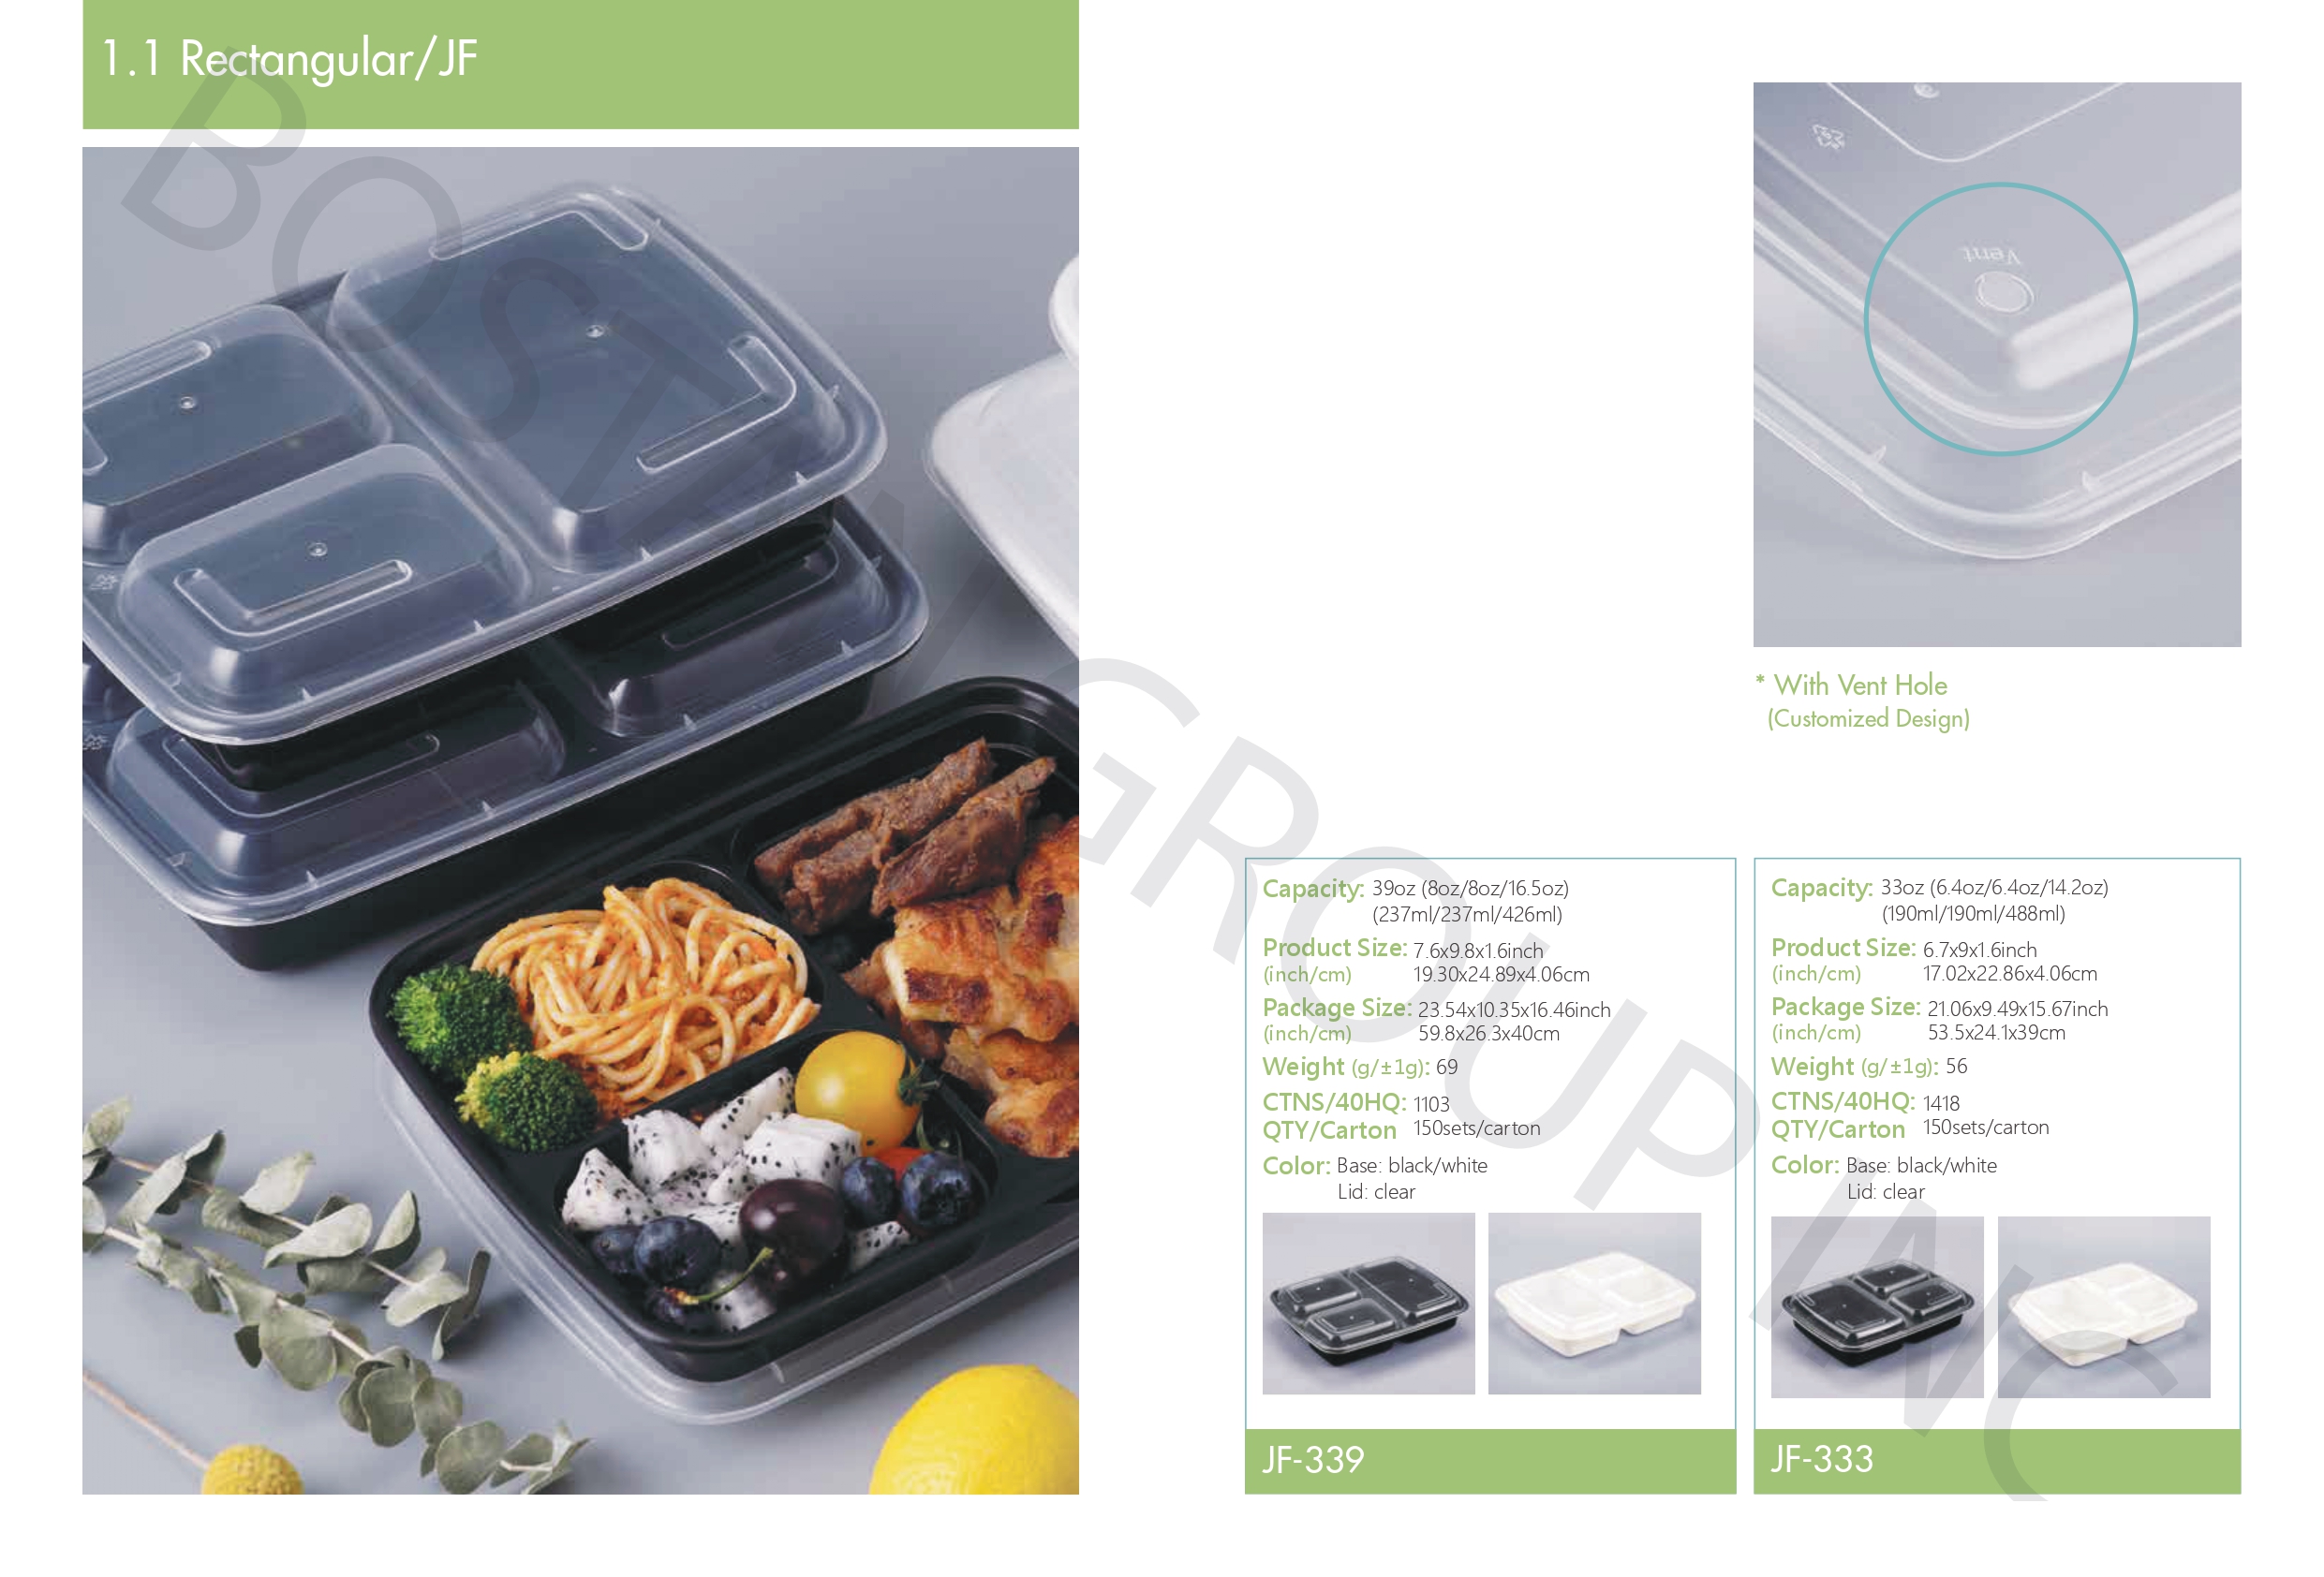 1.1 Rectangular/JF
BOSTINGROUP INC
Vent
* With Vent Hole
(Customized Design)
Capacity: 39oz (8oz/8oz/16.5oz)
(237ml/237ml/426ml)
Product Size: 7.6x9.8x1.6inch
(inch/cm) 19.30x24.89x4.06cm
Package Size: 23.54x10.35x16.46inch
(inch/cm) 59.8x26.3x40cm
Weight (g/±1g): 69
CTNS/40HQ: 1103
QTY/Carton 150sets/carton
Color: Base: black/white
Lid: clear
JF-339
Capacity: 33oz (6.4oz/6.4oz/14.2oz)
(190ml/190ml/488ml)
Product Size: 6.7x9x1.6inch
(inch/cm) 17.02x22.86x4.06cm
Package Size: 21.06x9.49x15.67inch
(inch/cm) 53.5x24.1x39cm
Weight (g/±1g): 56
CTNS/40HQ: 1418
QTY/Carton 150sets/carton
Color: Base: black/white
Lid: clear
JF-333